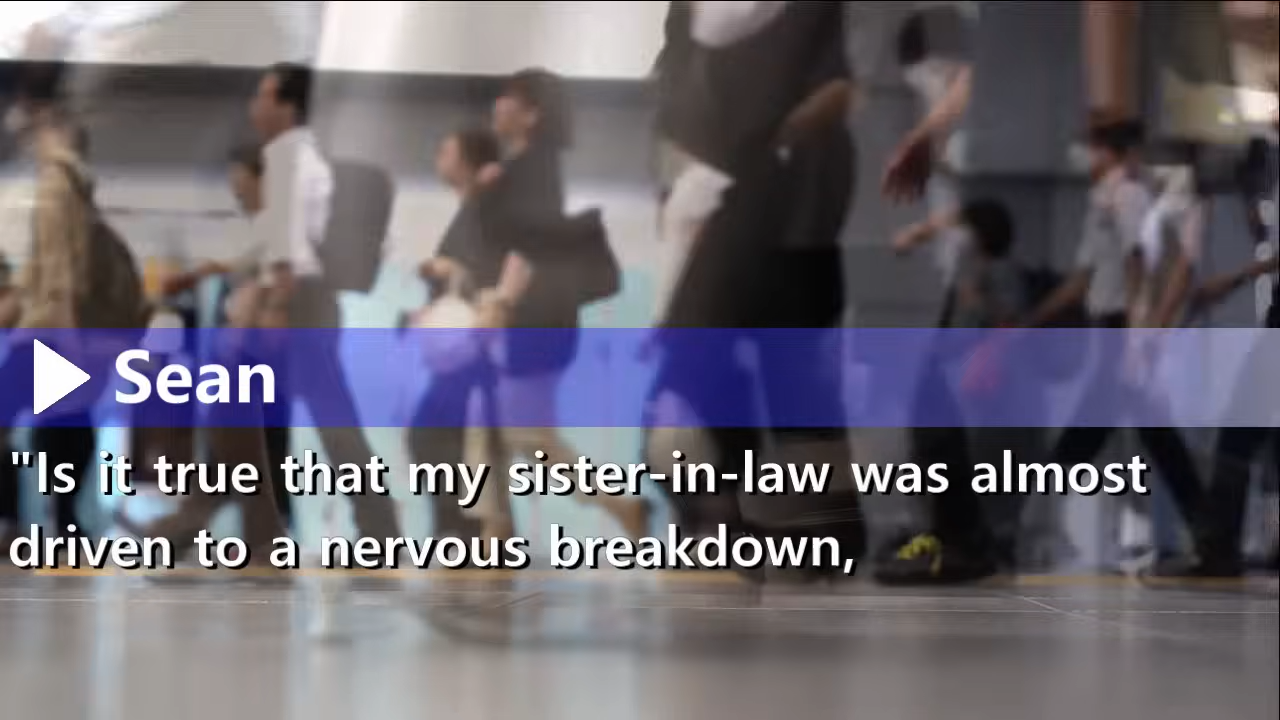 Sean
"Is it true that my sister-in-law was almost
driven to a nervous breakdown,